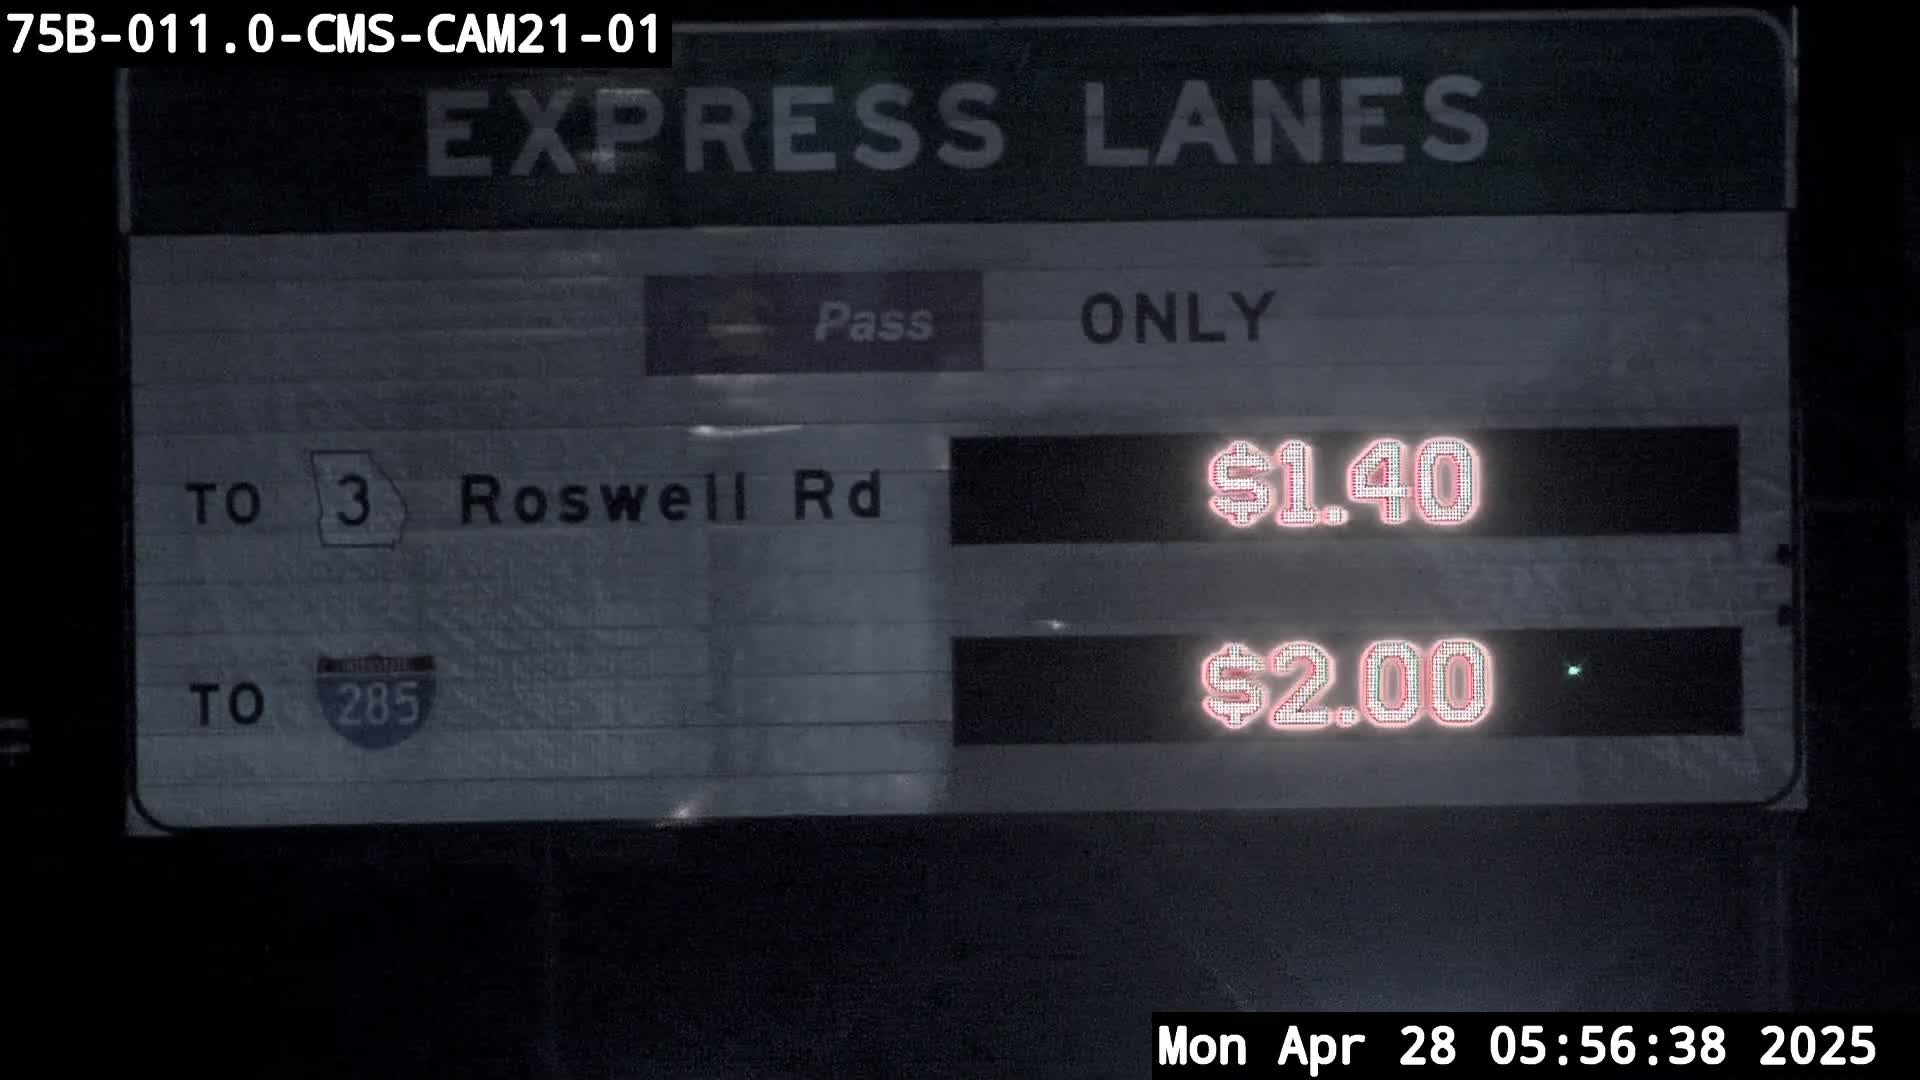 75B-011.0-CMS-CAM21-01
EXPRESS LANES
Pass ONLY
TO 3 Roswell Rd $1.40
INTERSTATE
TO 285 $2.00
Mon Apr 28 05:56:38 2025